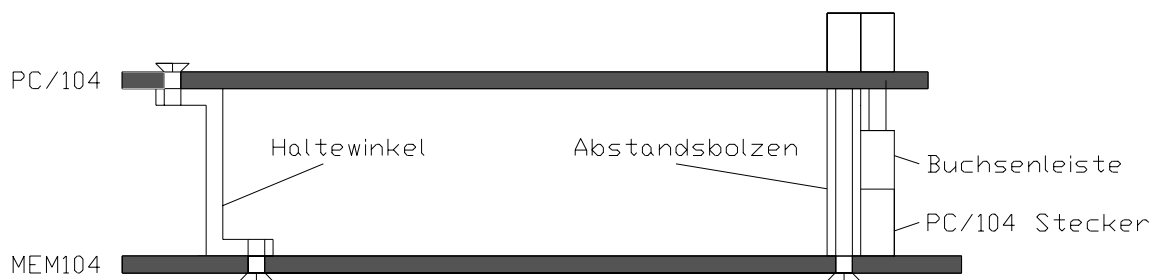 PC/104
Haltewinkel
Abstandsbolzen
Buchsenleiste
PC/104 Stecker
MEM104